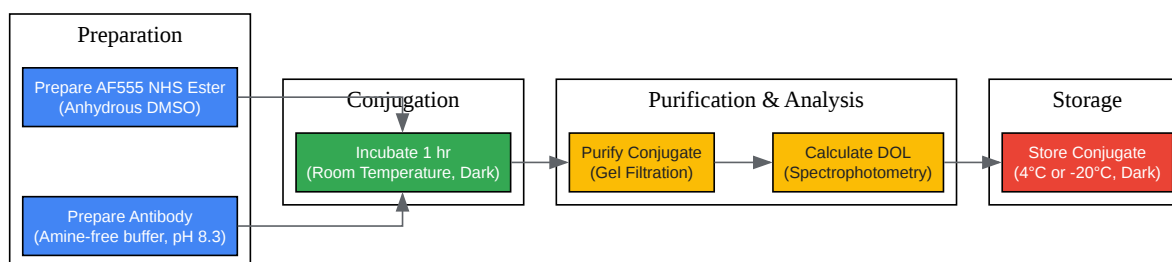 Preparation
Prepare AF555 NHS Ester
(Anhydrous DMSO)
Prepare Antibody
(Amine-free buffer, pH 8.3)
Conjugation
Incubate 1 hr
(Room Temperature, Dark)
Purification & Analysis
Purify Conjugate
(Gel Filtration)
Calculate DOL
(Spectrophotometry)
Storage
Store Conjugate
(4°C or -20°C, Dark)